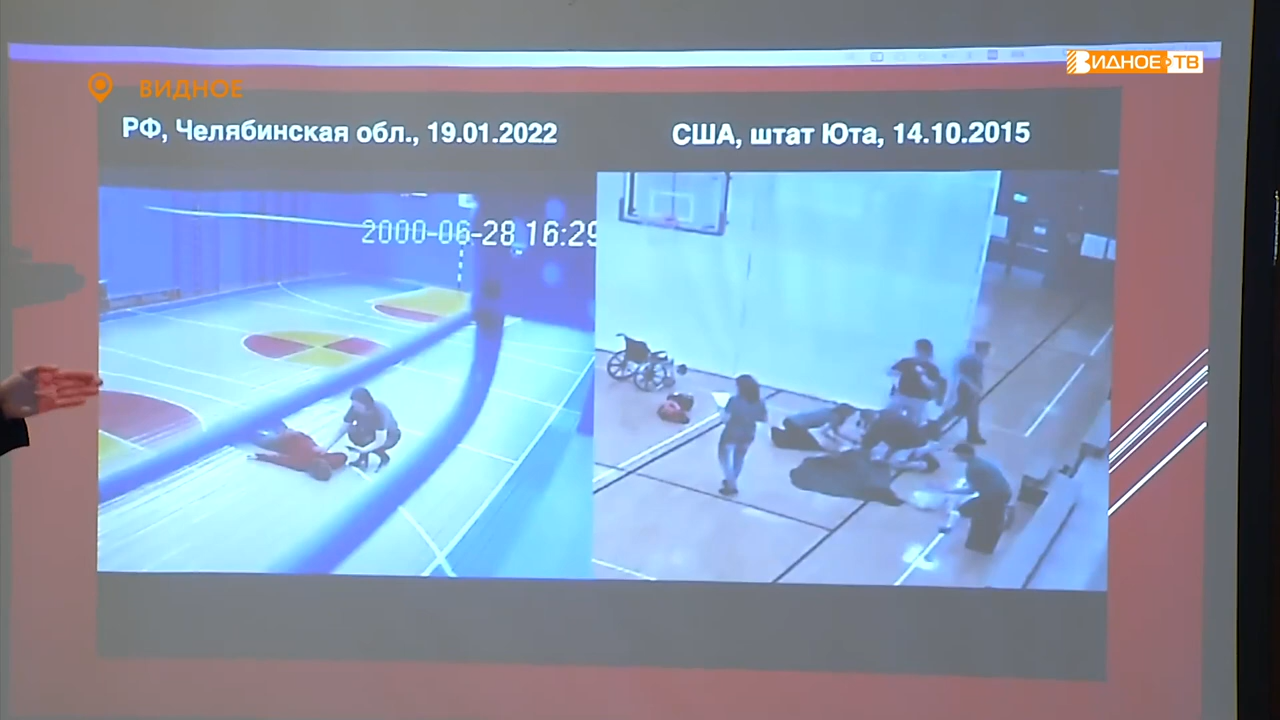 ВИДНОЕ ТВ
ВИДНОЕ
РФ, Челябинская обл., 19.01.2022
США, штат Юта, 14.10.2015
2000-06-28 16:29